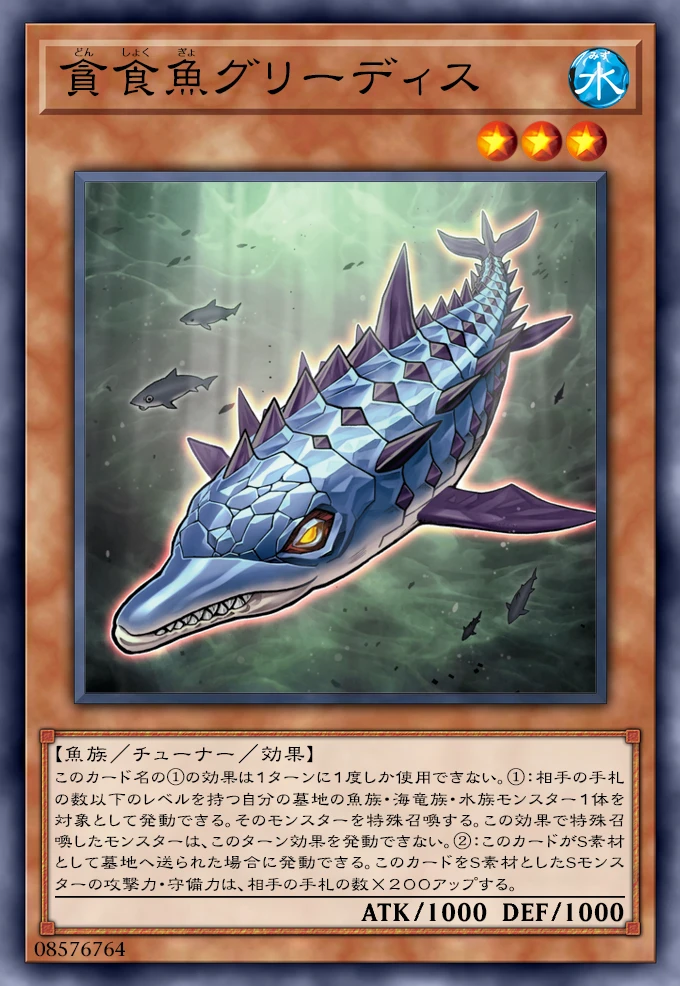 どんしょくぎょ
貪食魚グリーディス
みず
水
【魚族／チューナー／効果】
このカード名の①の効果は１ターンに１度しか使用できない。①：相手の手札
の数以下のレベルを持つ自分の墓地の魚族・海竜族・水族モンスター１体を
対象として発動できる。そのモンスターを特殊召喚する。この効果で特殊召
喚したモンスターは、このターン効果を発動できない。②：このカードがS素材
として墓地へ送られた場合に発動できる。このカードをS素材としたSモンス
ターの攻撃力・守備力は、相手の手札の数×２００アップする。
ATK/1000 DEF/1000
08576764